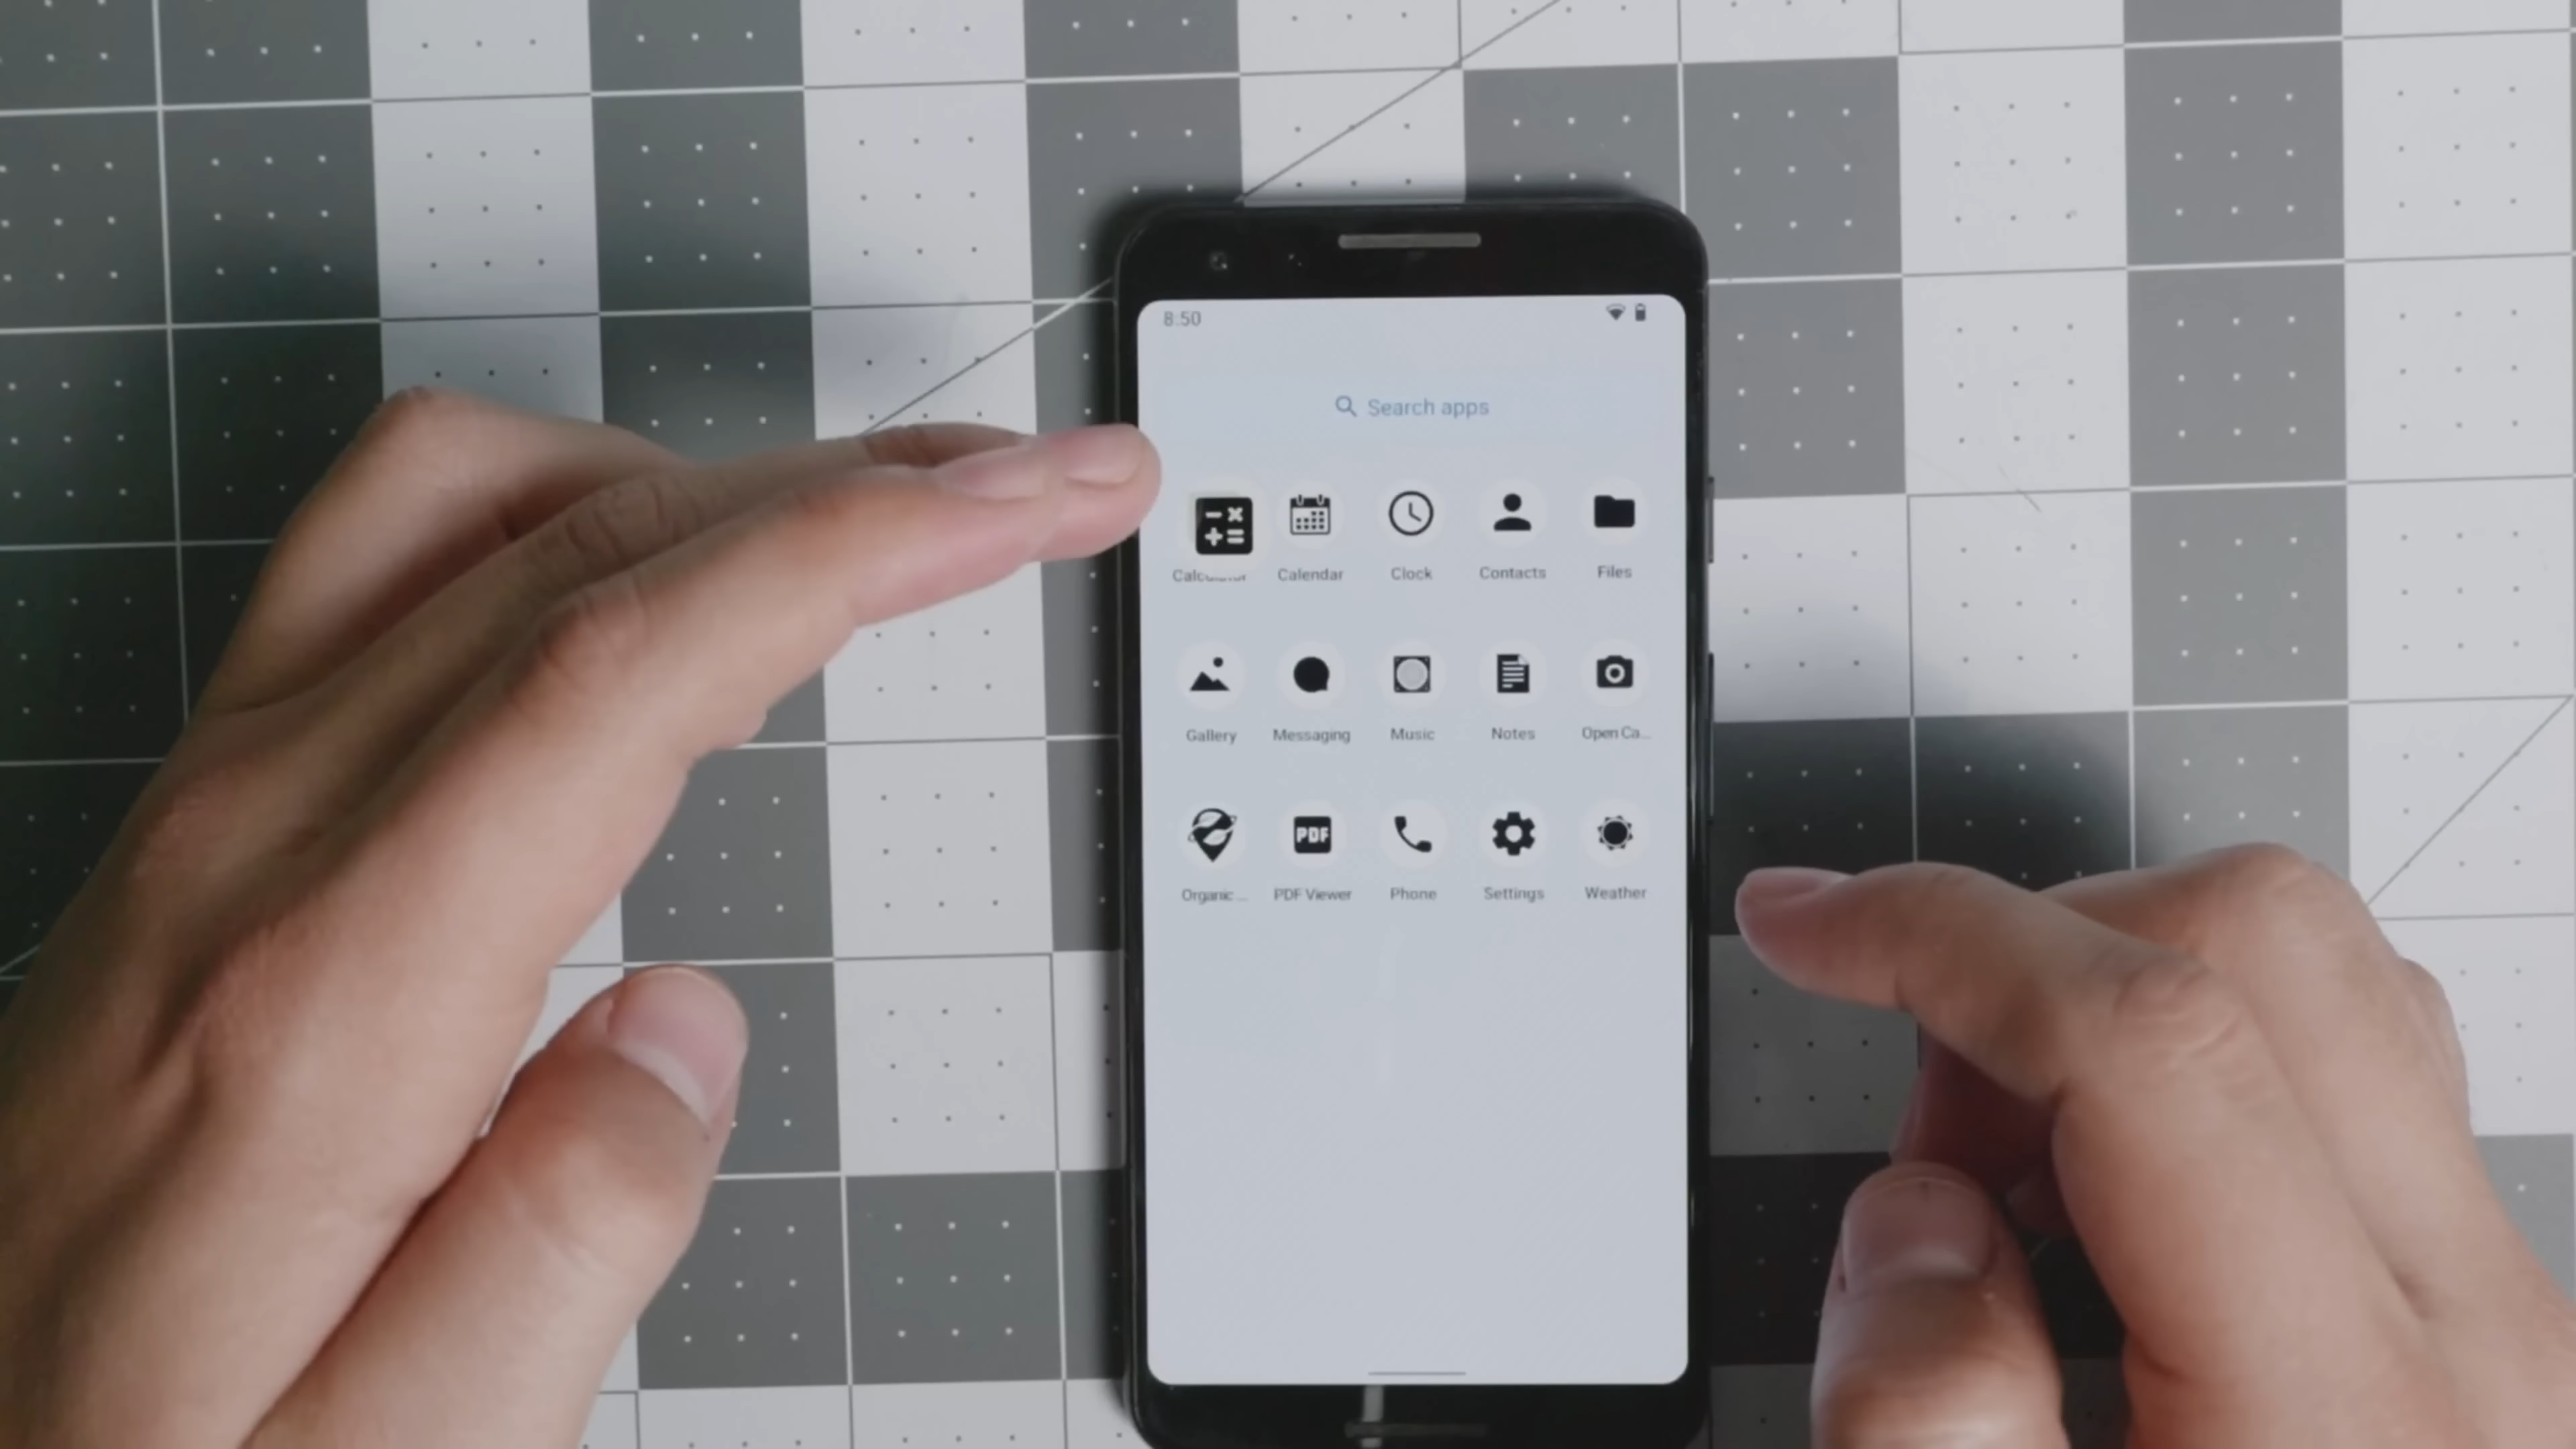 8:50
Search apps
Calculator Calendar Clock Contacts Files
Gallery Messaging Music Notes Open Ca...
Organic ... PDF Viewer Phone Settings Weather
PDF